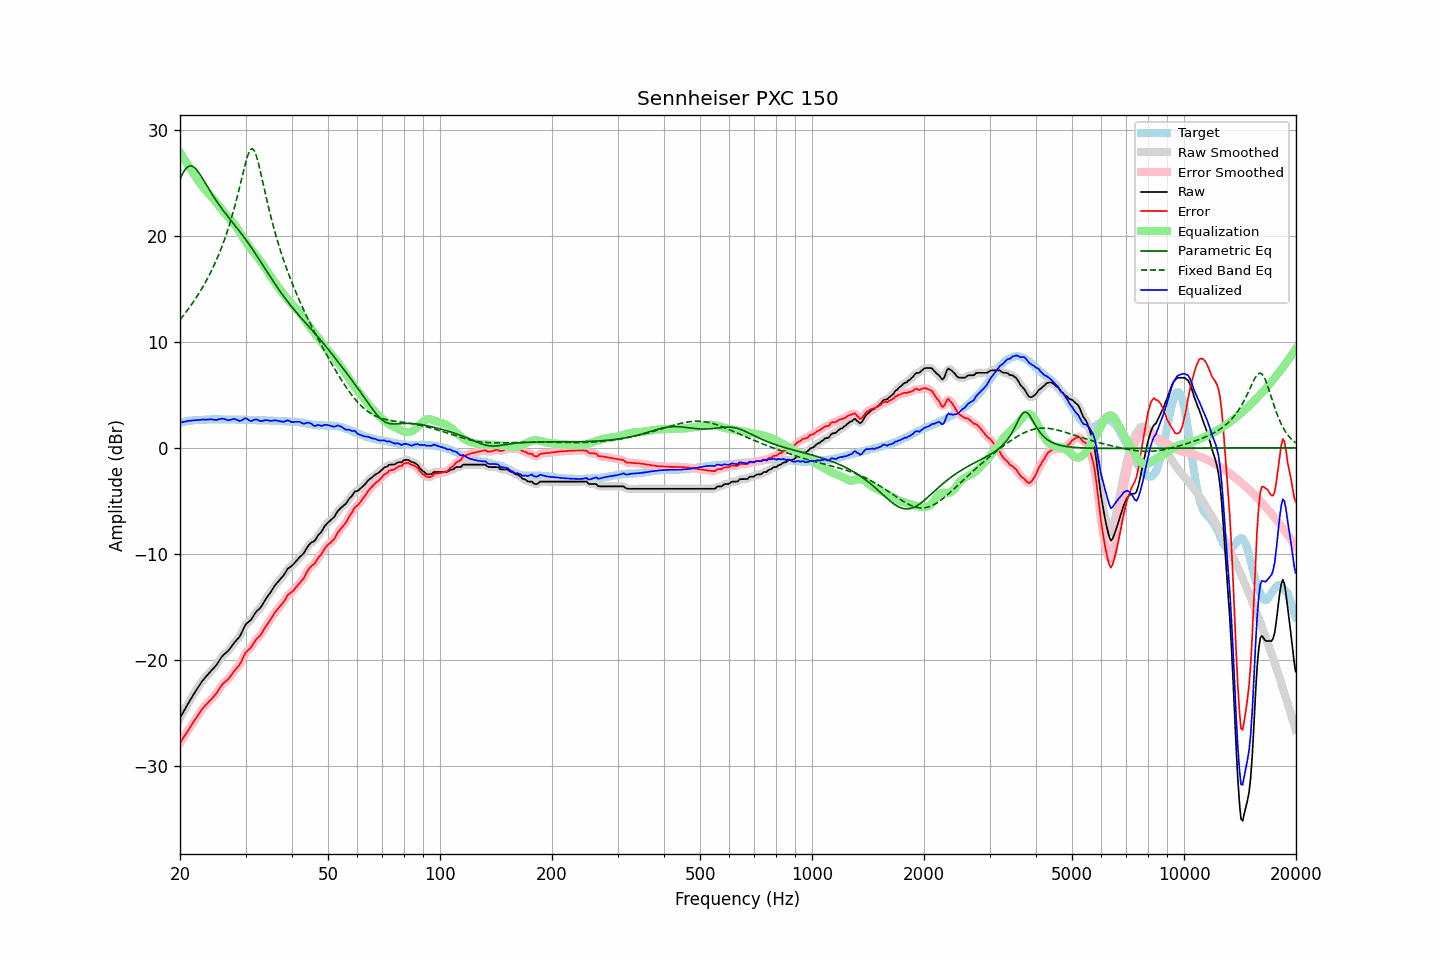 Sennheiser PXC 150
Target
Raw Smoothed
Error Smoothed
Raw
Error
Equalization
Parametric Eq
Fixed Band Eq
Equalized
Amplitude (dBr)
30
20
10
0
−10
−20
−30
20 50 100 200 500 1000 2000 5000 10000 20000
Frequency (Hz)